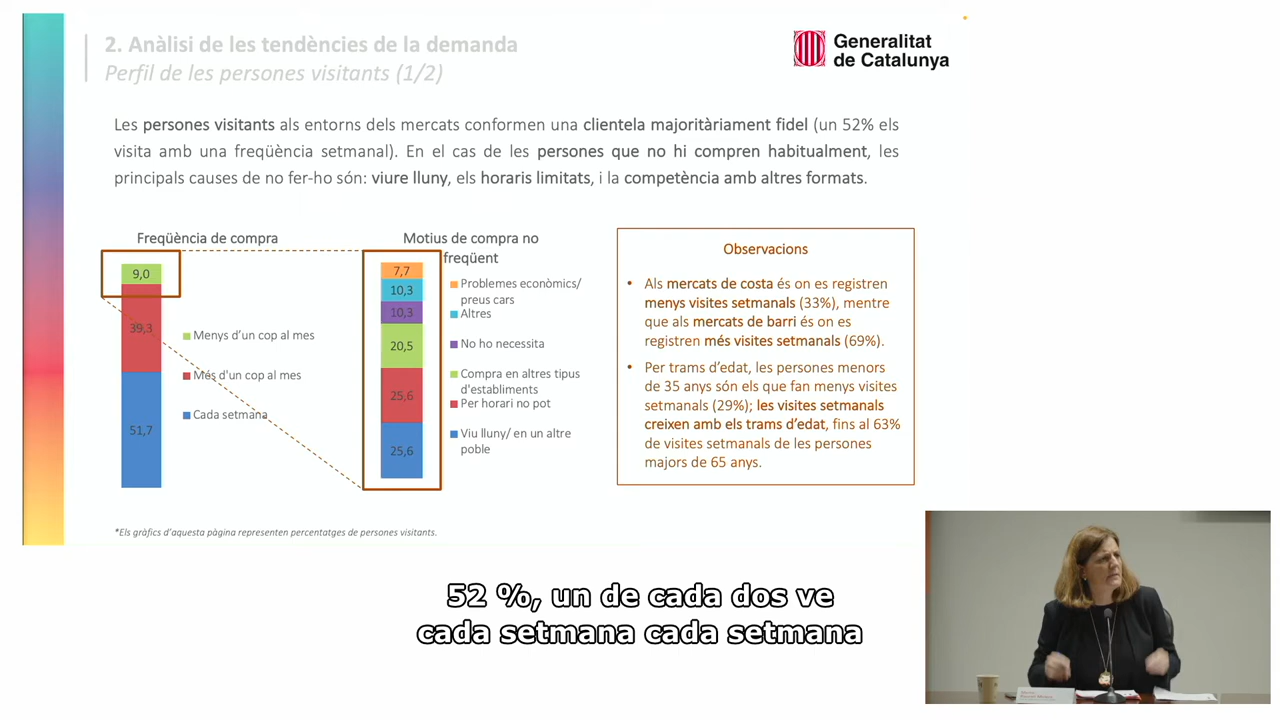 2. Anàlisi de les tendències de la demanda
Perfil de les persones visitants (1/2)
Generalitat
de Catalunya
Les persones visitants als entorns dels mercats conformen una clientela majoritàriament fidel (un 52% els
visita amb una freqüència setmanal). En el cas de les persones que no hi compren habitualment, les
principals causes de no fer-ho són: viure lluny, els horaris limitats, i la competència amb altres formats.
Freqüència de compra
9,0
39,3
51,7
Menys d'un cop al mes
Més d'un cop al mes
Cada setmana
Motius de compra no
freqüent
7,7
10,3
10,3
20,5
25,6
25,6
Problemes econòmics/
preus cars
Altres
No ho necessita
Compra en altres tipus
d'establiments
Per horari no pot
Viu lluny/ en un altre
poble
Observacions
• Als mercats de costa és on es registren
menys visites setmanals (33%), mentre
que als mercats de barri és on es
registren més visites setmanals (69%).
• Per trams d'edat, les persones menors
de 35 anys són els que fan menys visites
setmanals (29%); les visites setmanals
creixen amb els trams d'edat, fins al 63%
de visites setmanals de les persones
majors de 65 anys.
*Els gràfics d'aquesta pàgina representen percentatges de persones visitants.
52 %, un de cada dos ve
cada setmana cada setmana